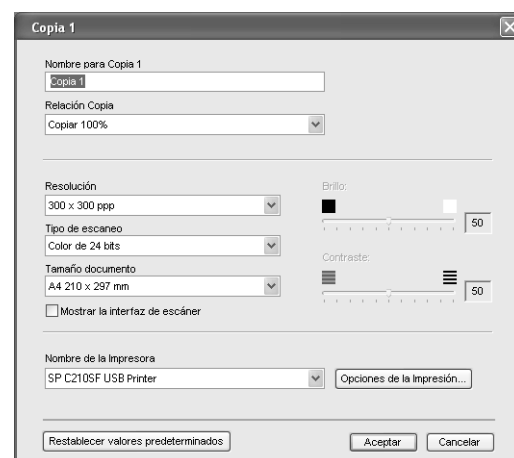 Copia 1
Nombre para Copia 1
Copia 1
Relación Copia
Copiar 100%
Resolución
300 x 300 ppp
Tipo de escaneo
Color de 24 bits
Tamaño documento
A4 210 x 297 mm
Mostrar la interfaz de escáner
Brillo:
50
Contraste:
50
Nombre de la Impresora
SP C210SF USB Printer
Opciones de la Impresión...
Restablecer valores predeterminados
Aceptar
Cancelar